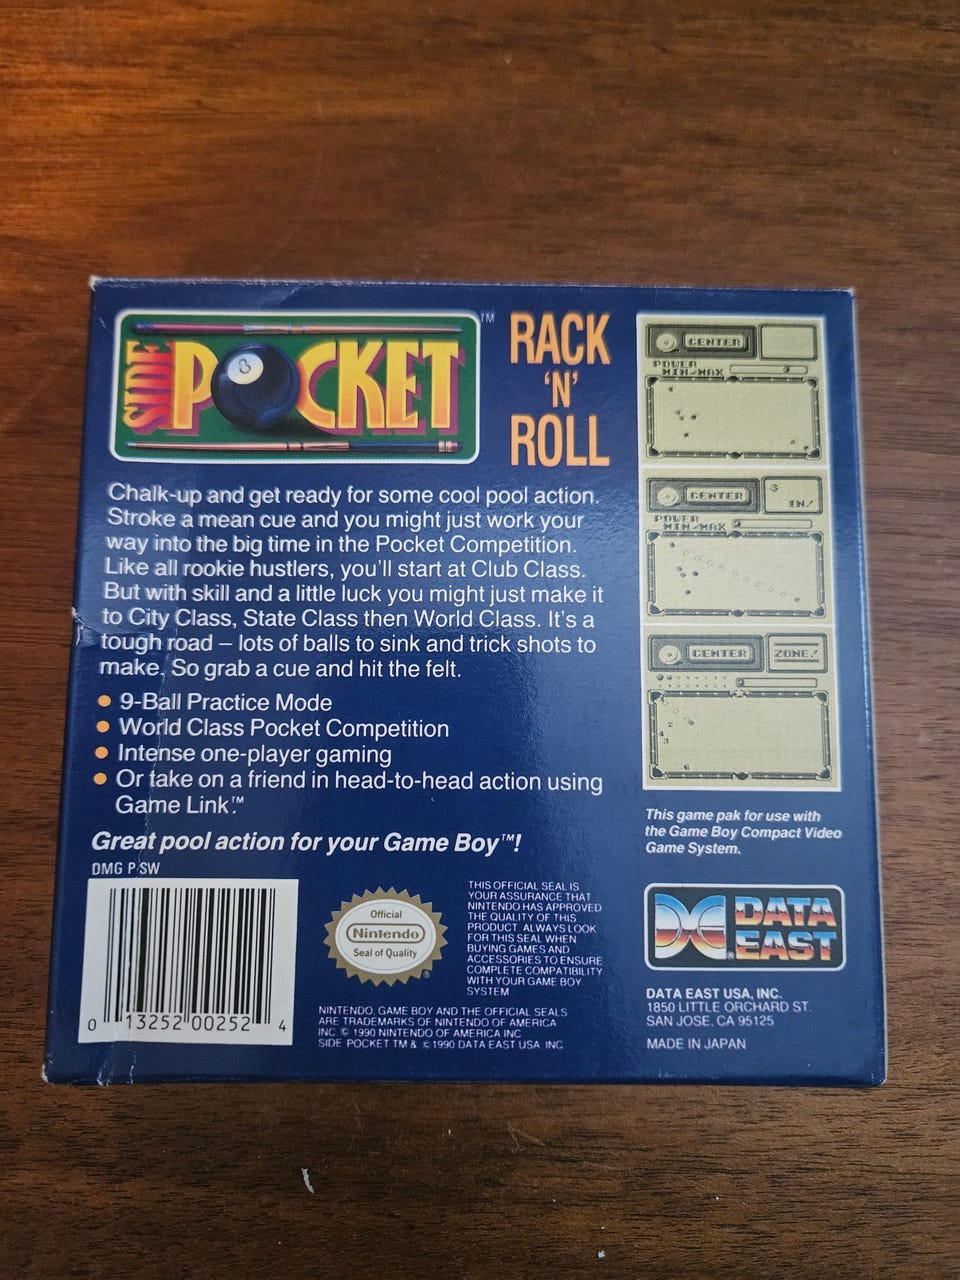 SIDE POCKET™
RACK
'N'
ROLL
Chalk-up and get ready for some cool pool action.
Stroke a mean cue and you might just work your
way into the big time in the Pocket Competition.
Like all rookie hustlers, you'll start at Club Class.
But with skill and a little luck you might just make it
to City Class, State Class then World Class. It's a
tough road – lots of balls to sink and trick shots to
make. So grab a cue and hit the felt.
• 9-Ball Practice Mode
• World Class Pocket Competition
• Intense one-player gaming
• Or take on a friend in head-to-head action using
Game Link™
Great pool action for your Game Boy™!
DMG P SW
0 13252 00252 4
Official
Nintendo
Seal of Quality
®
THIS OFFICIAL SEAL IS
YOUR ASSURANCE THAT
NINTENDO HAS APPROVED
THE QUALITY OF THIS
PRODUCT ALWAYS LOOK
FOR THIS SEAL WHEN
BUYING GAMES AND
ACCESSORIES TO ENSURE
COMPLETE COMPATIBILITY
WITH YOUR GAME BOY
SYSTEM
NINTENDO, GAME BOY AND THE OFFICIAL SEALS
ARE TRADEMARKS OF NINTENDO OF AMERICA
INC © 1990 NINTENDO OF AMERICA INC
SIDE POCKET TM & © 1990 DATA EAST USA, INC
CENTER
POWER
MIN-MAX
CENTER
3
IN!
POWER
MIN-MAX
CENTER
ZONE!
This game pak for use with
the Game Boy Compact Video
Game System.
DATA
EAST
®
DATA EAST USA, INC.
1850 LITTLE ORCHARD ST.
SAN JOSE, CA 95125
MADE IN JAPAN